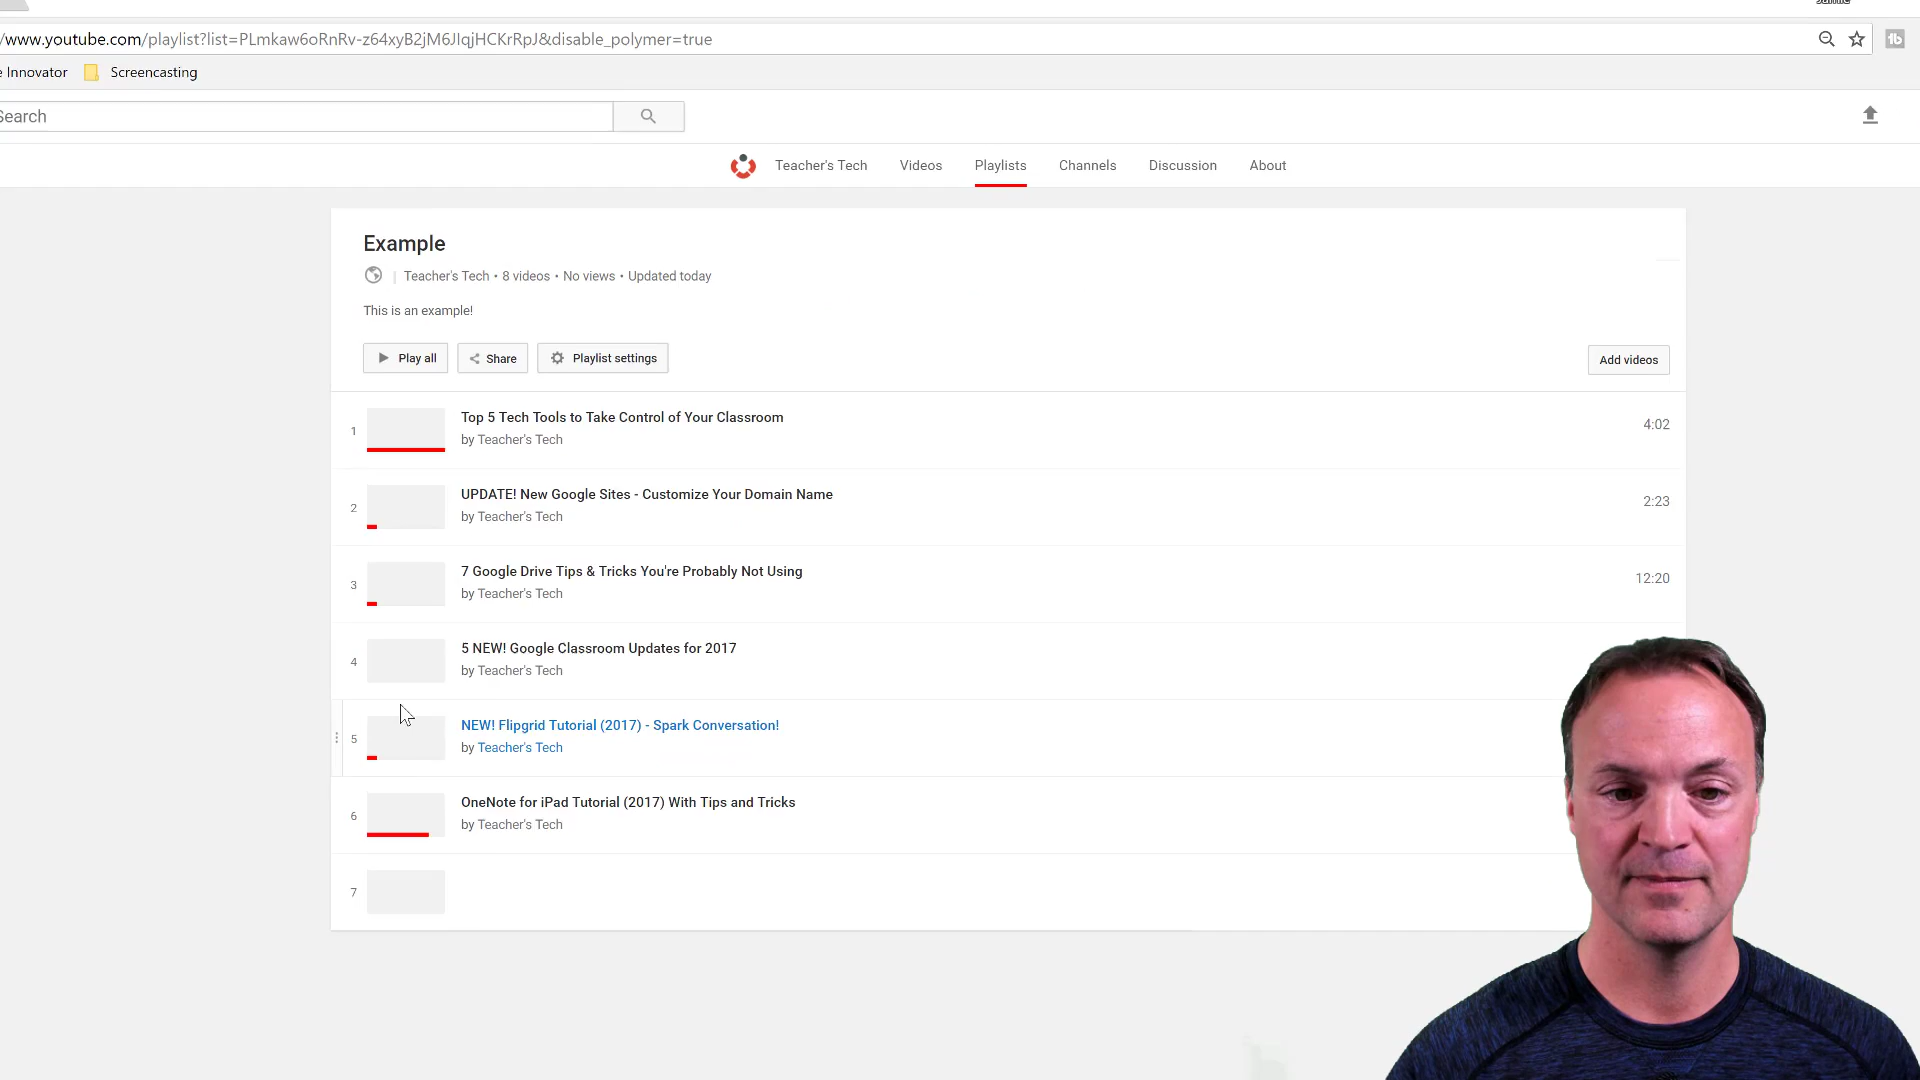 /www.youtube.com/playlist?list=PLmkaw6oRnRv-z64xyB2jM6JIqjHCKrRpJ&disable_polymer=true
e Innovator Screencasting
Search
Teacher's Tech Videos Playlists Channels Discussion About
Example
Teacher's Tech • 8 videos • No views • Updated today
This is an example!
Play all Share Playlist settings Add videos
1 Top 5 Tech Tools to Take Control of Your Classroom 4:02
by Teacher's Tech
2 UPDATE! New Google Sites - Customize Your Domain Name 2:23
by Teacher's Tech
3 7 Google Drive Tips & Tricks You're Probably Not Using 12:20
by Teacher's Tech
4 5 NEW! Google Classroom Updates for 2017
by Teacher's Tech
5 NEW! Flipgrid Tutorial (2017) - Spark Conversation!
by Teacher's Tech
6 OneNote for iPad Tutorial (2017) With Tips and Tricks
by Teacher's Tech
7